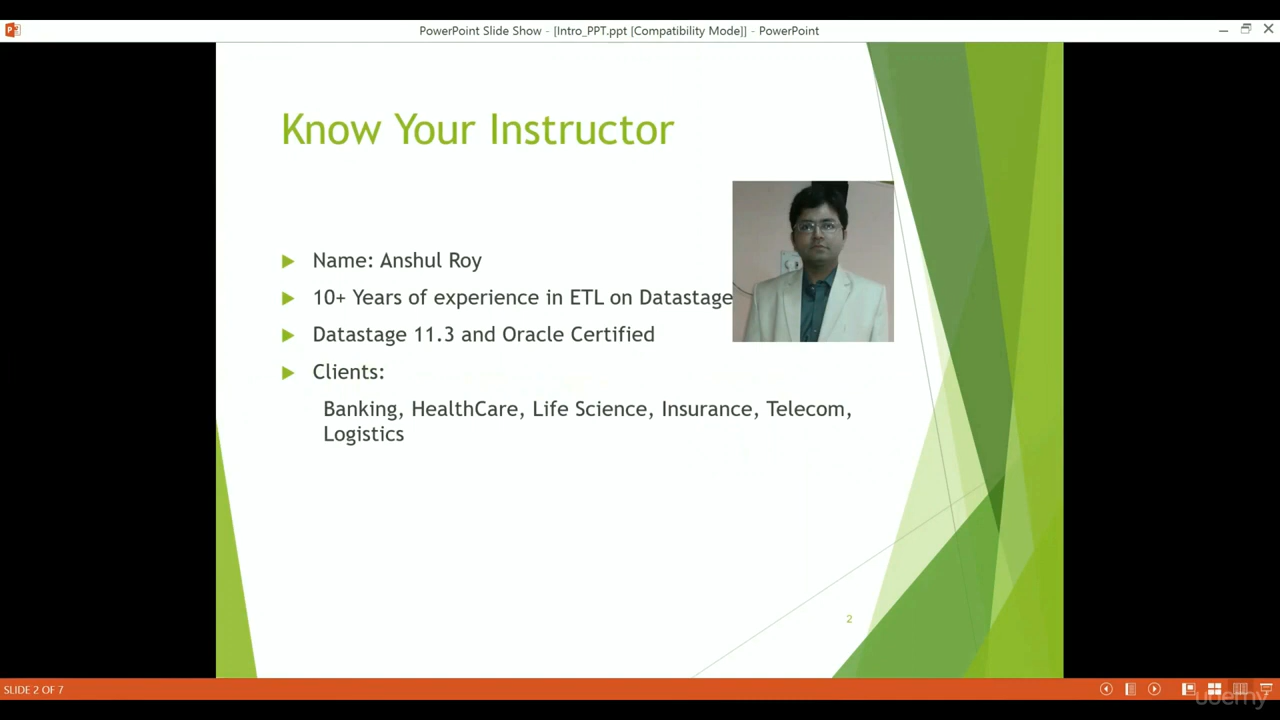 PowerPoint Slide Show - [Intro_PPT.ppt [Compatibility Mode]] - PowerPoint
Know Your Instructor
Name: Anshul Roy
10+ Years of experience in ETL on Datastage
Datastage 11.3 and Oracle Certified
Clients:
Banking, HealthCare, Life Science, Insurance, Telecom,
Logistics
2
SLIDE 2 OF 7
udemy